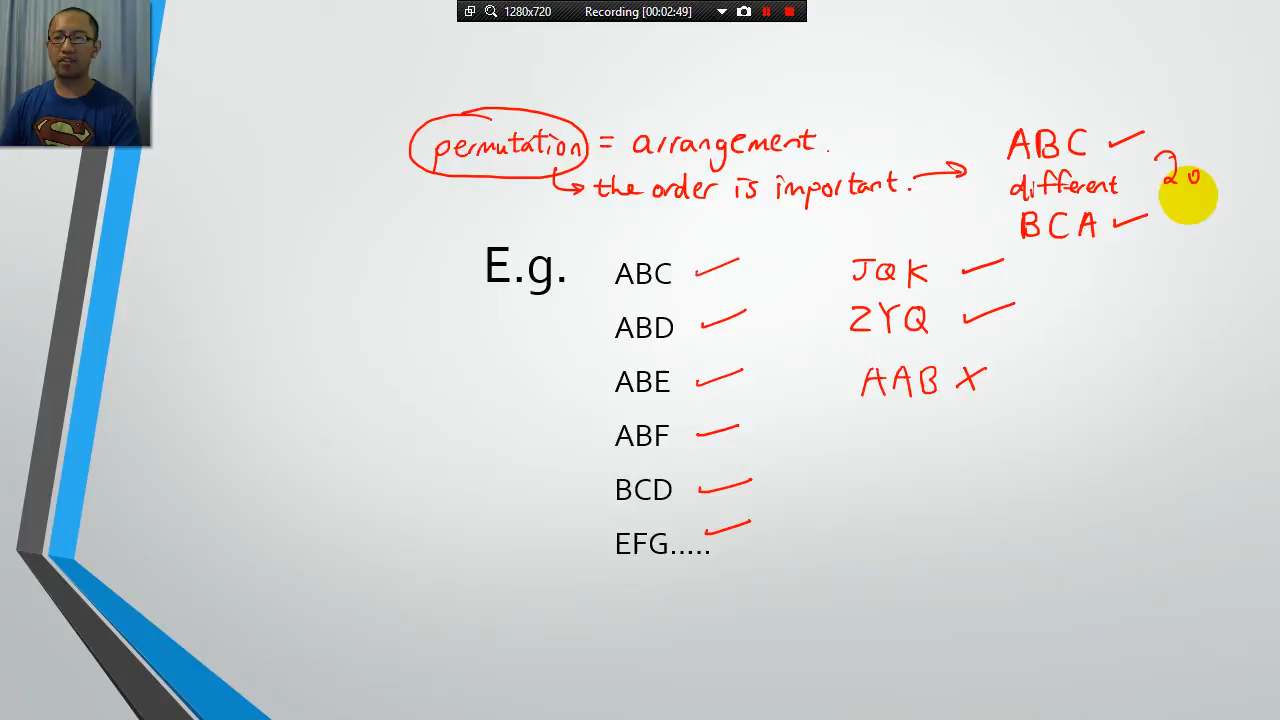 1280x720 Recording [00:02:49]
permutation = arrangement.
the order is important.
ABC
different
BCA
20
E.g.
ABC
ABD
ABE
ABF
BCD
EFG.....
JQK
ZYQ
AAB X